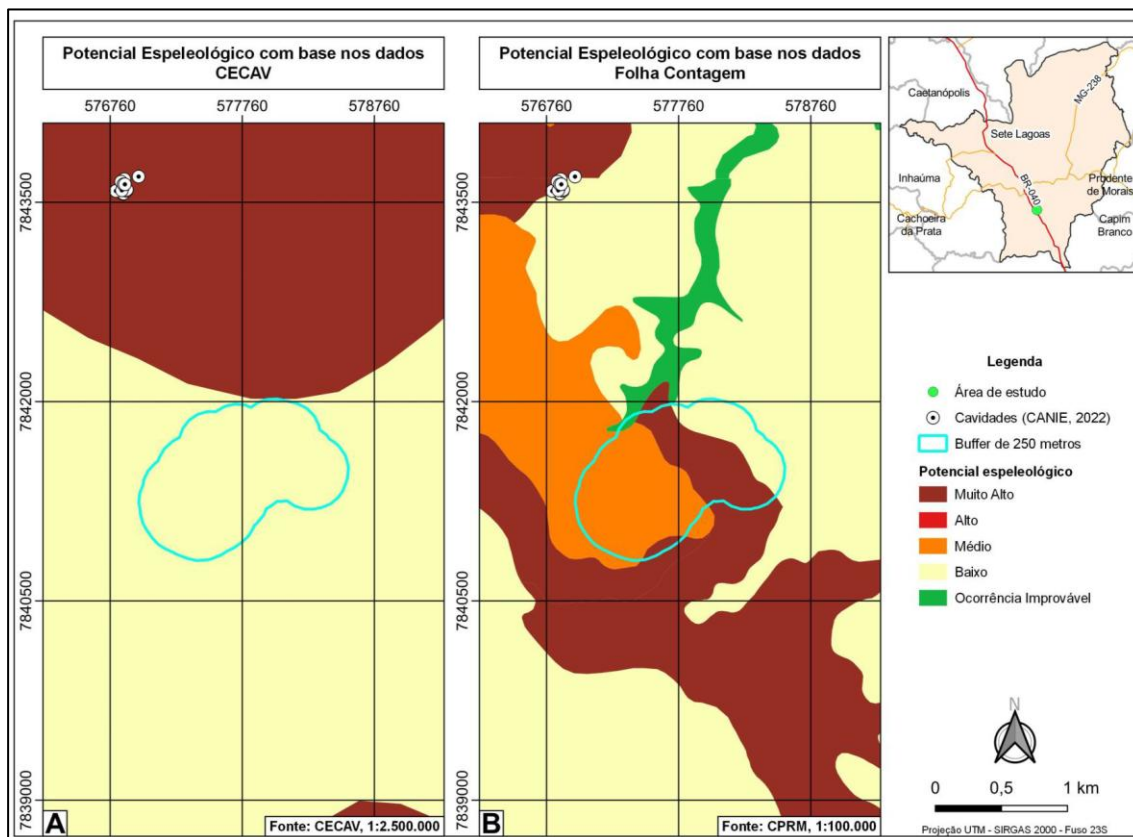 Potencial Espeleológico com base nos dados
CECAV
5767760
577760
5787760
7843500
7842000
7840500
7839000
A
Fonte: CECAV, 1:2.500.000
Potencial Espeleológico com base nos dados
Folha Contagem
5767760
577760
5787760
7843500
7842000
7840500
7839000
B
Fonte: CPRM, 1:100.000
Caetanópolis
MG-238
Sete Lagoas
Inhaúma
BR-040
Prudente
de Morais
Cachoeira
da Prata
Capim
Branco
Legenda
Área de estudo
Cavidades (CANIE, 2022)
Buffer de 250 metros
Potencial espeleológico
Muito Alto
Alto
Médio
Baixo
Ocorrência Improvável
N
0 0,5 1 km
Projeção UTM - SIRGAS 2000 - Fuso 23S